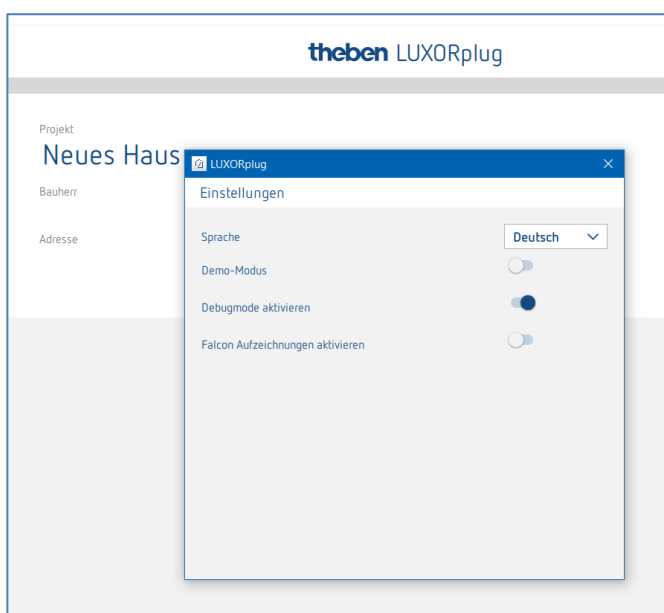 theben LUXORplug
Projekt
Neues Haus
Bauherr
Adresse
LUXORplug
Einstellungen
Sprache
Deutsch
Demo-Modus
Debugmode aktivieren
Falcon Aufzeichnungen aktivieren